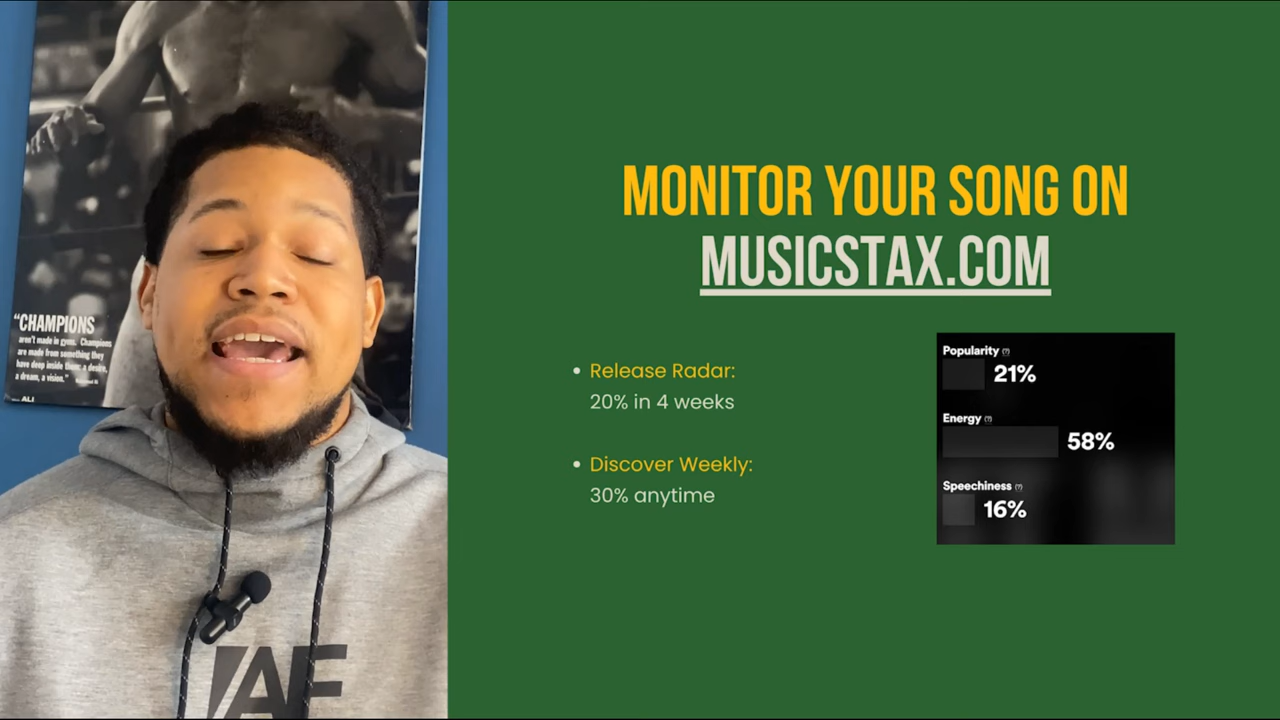 "CHAMPIONS
aren't made in gyms. Champions
are made from something they
have deep inside them: a desire,
a dream, a vision."
ALI
AF
MONITOR YOUR SONG ON
MUSICSTAX.COM
• Release Radar:
20% in 4 weeks
• Discover Weekly:
30% anytime
Popularity (?)
21%
Energy (?)
58%
Speechiness (?)
16%